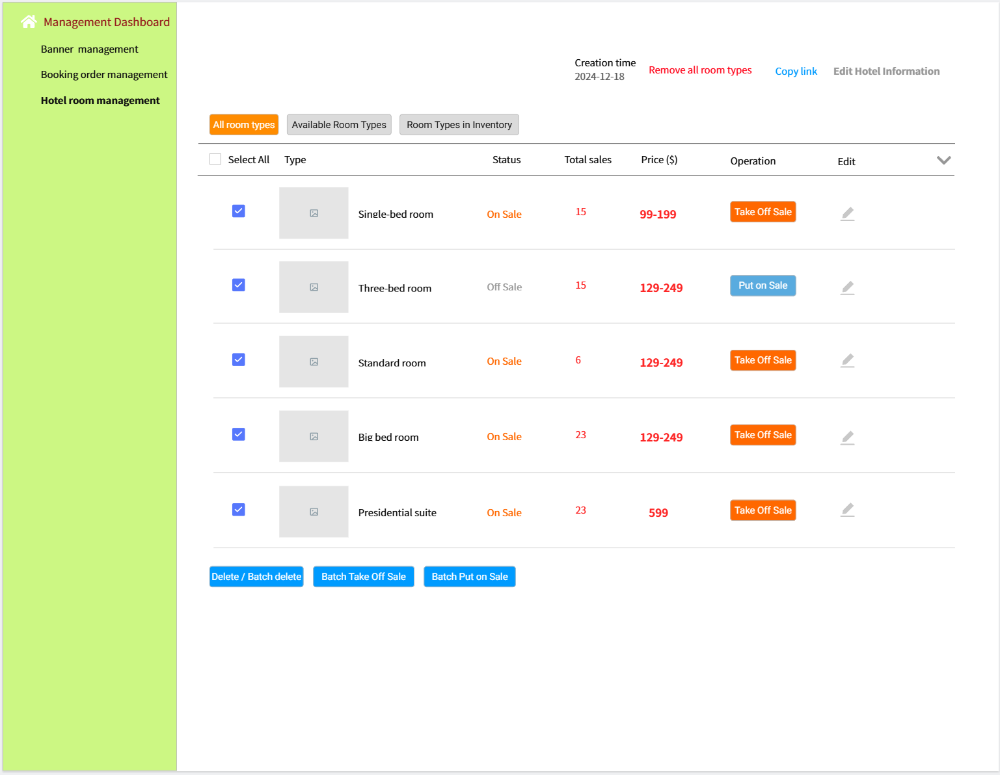 Management Dashboard
Banner management
Booking order management
Hotel room management
Creation time
2024-12-18
Remove all room types
Copy link
Edit Hotel Information
All room types
Available Room Types
Room Types in Inventory
Select All Type Status Total sales Price ($) Operation Edit
Single-bed room On Sale 15 99-199 Take Off Sale
Three-bed room Off Sale 15 129-249 Put on Sale
Standard room On Sale 6 129-249 Take Off Sale
Big bed room On Sale 23 129-249 Take Off Sale
Presidential suite On Sale 23 599 Take Off Sale
Delete / Batch delete
Batch Take Off Sale
Batch Put on Sale